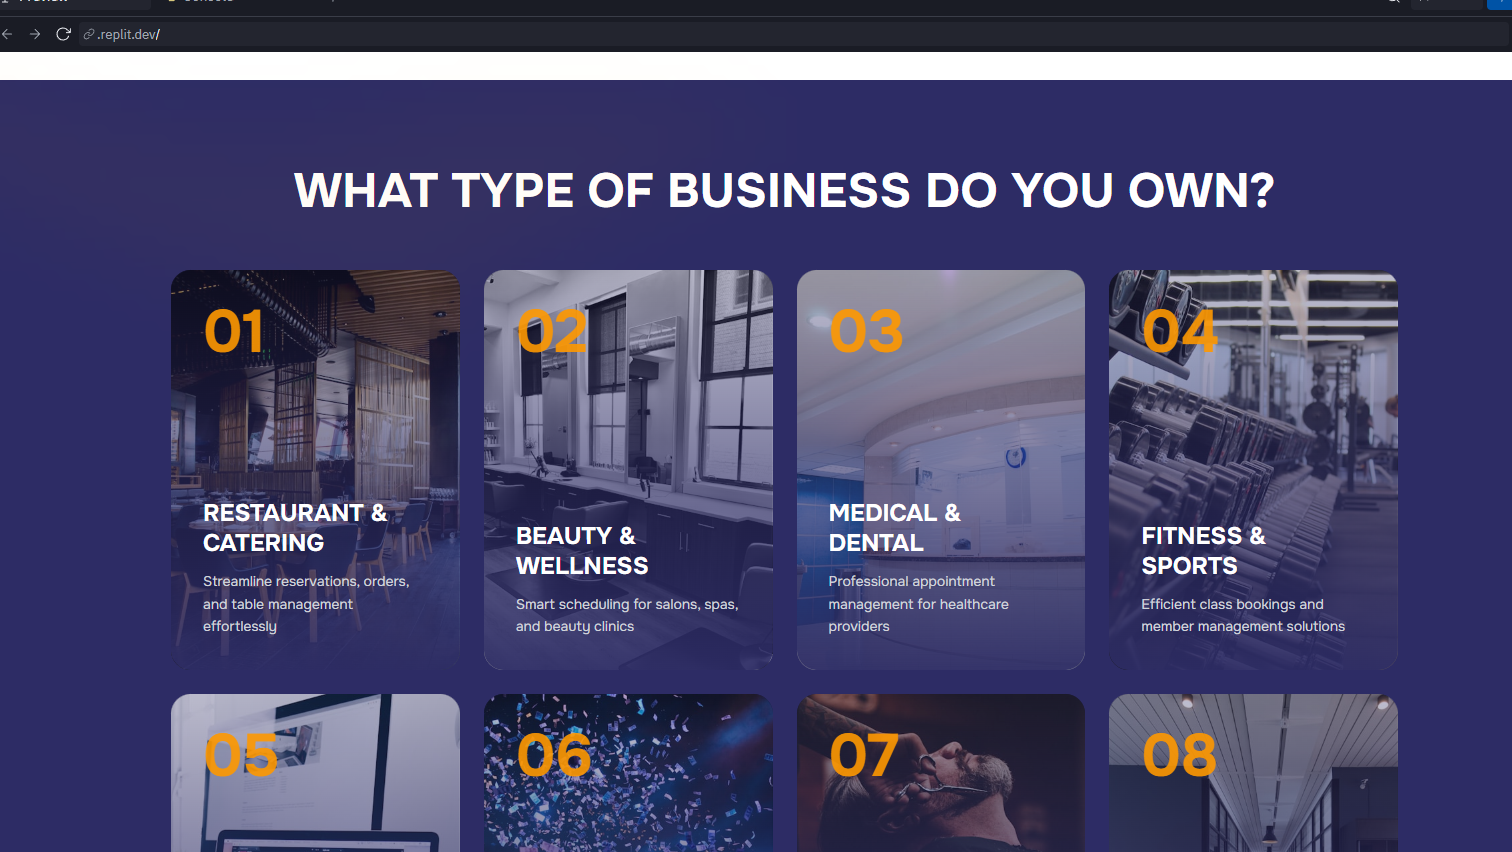 .replit.dev/
WHAT TYPE OF BUSINESS DO YOU OWN?
01
RESTAURANT &
CATERING
Streamline reservations, orders,
and table management
effortlessly
02
BEAUTY &
WELLNESS
Smart scheduling for salons, spas,
and beauty clinics
03
MEDICAL &
DENTAL
Professional appointment
management for healthcare
providers
04
FITNESS &
SPORTS
Efficient class bookings and
member management solutions
05
06
07
08